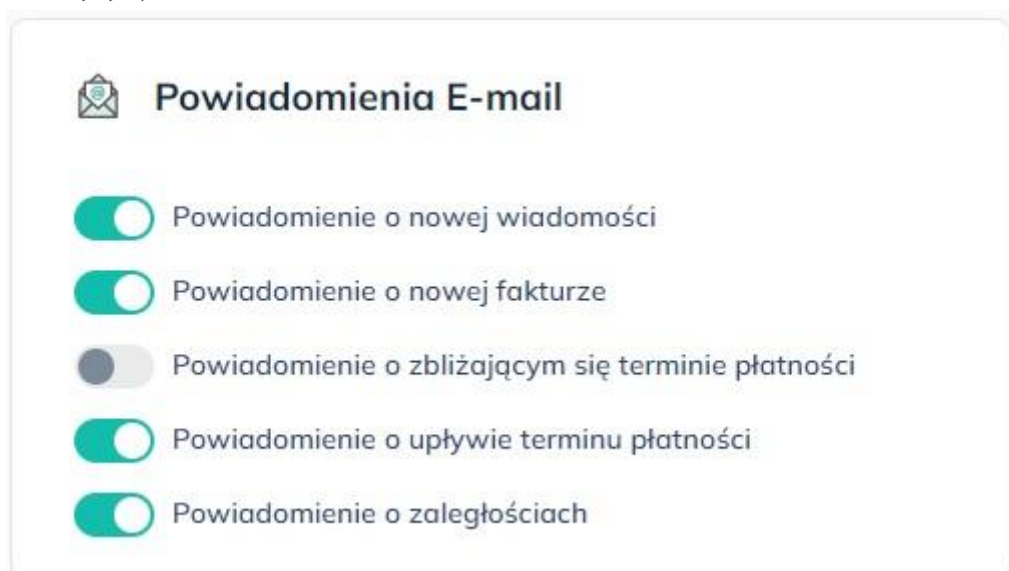 Powiadomienia E-mail
Powiadomienie o nowej wiadomości
Powiadomienie o nowej fakturze
Powiadomienie o zbliżającym się terminie płatności
Powiadomienie o upływie terminu płatności
Powiadomienie o zaległościach